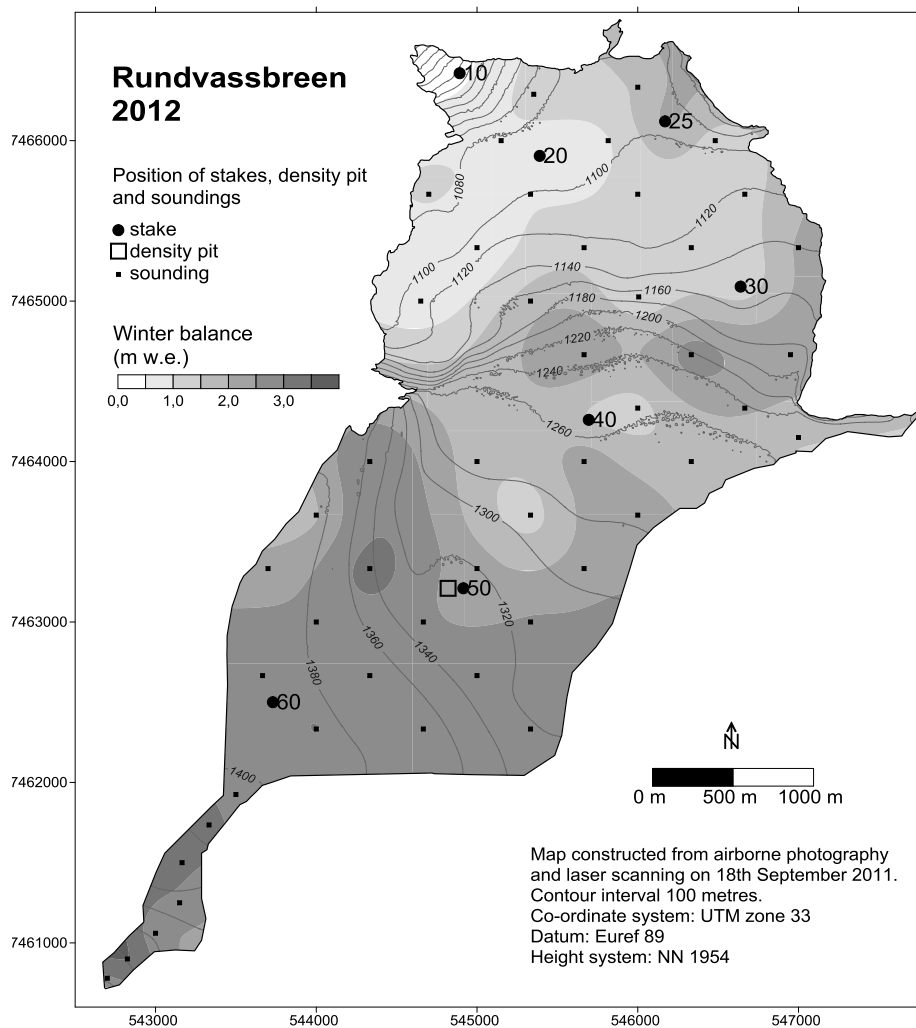 Rundvassbreen
2012
Position of stakes, density pit
and soundings
stake
density pit
sounding
Winter balance
(m w.e.)
0,0 1,0 2,0 3,0
7466000
7465000
7464000
7463000
7462000
7461000
543000 544000 545000 546000 547000
10
25
20
30
40
50
60
1080
1100
1120
1100
1120
1140
1160
1180
1200
1220
1240
1260
1300
1320
1340
1360
1380
1400
N
0 m 500 m 1000 m
Map constructed from airborne photography
and laser scanning on 18th September 2011.
Contour interval 100 metres.
Co-ordinate system: UTM zone 33
Datum: Euref 89
Height system: NN 1954